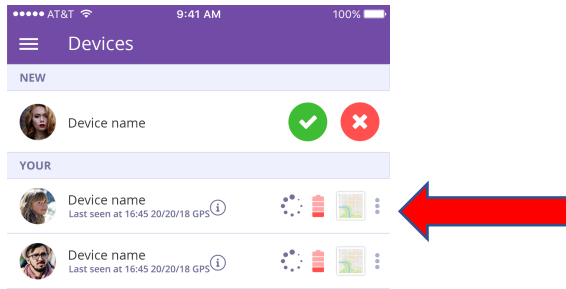 AT&T 9:41 AM 100%
Devices
NEW
Device name
YOUR
Device name
Last seen at 16:45 20/20/18 GPS
Device name
Last seen at 16:45 20/20/18 GPS